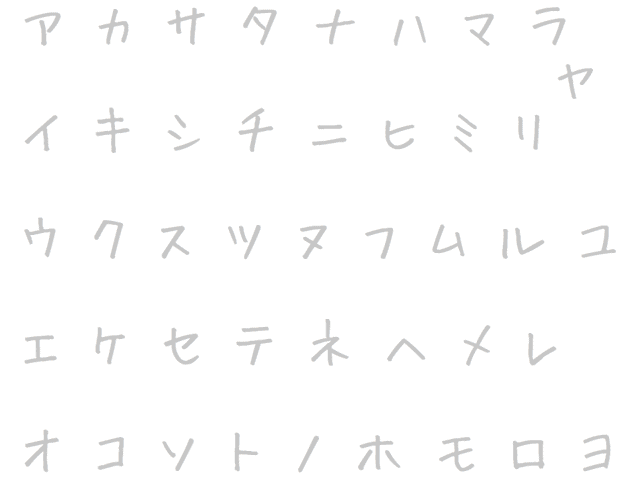 ア カ サ タ ナ ハ マ ラ
ヤ
イ キ シ チ ニ ヒ ミ リ
ウ ク ス ツ ヌ フ ム ル ユ
エ ケ セ テ ネ ヘ メ レ
オ コ ソ ト ノ ホ モ ロ ヨ